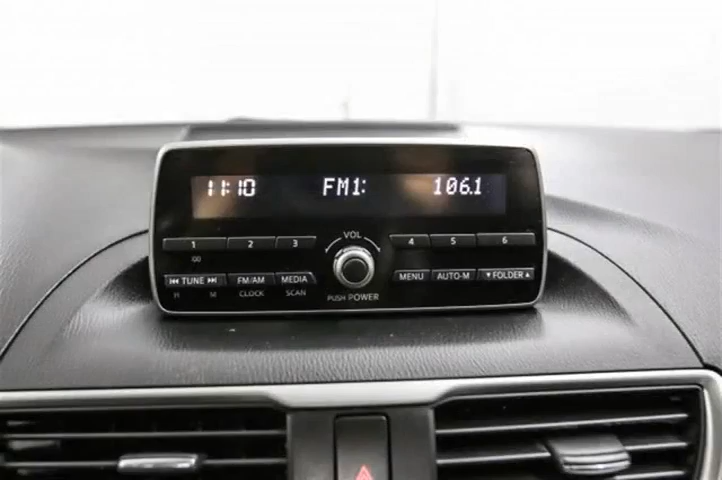 11:10 FM1: 106.1
1 2 3 VOL 4 5 6
00
TUNE FM/AM MEDIA MENU AUTO-M FOLDER
H M CLOCK SCAN PUSH POWER